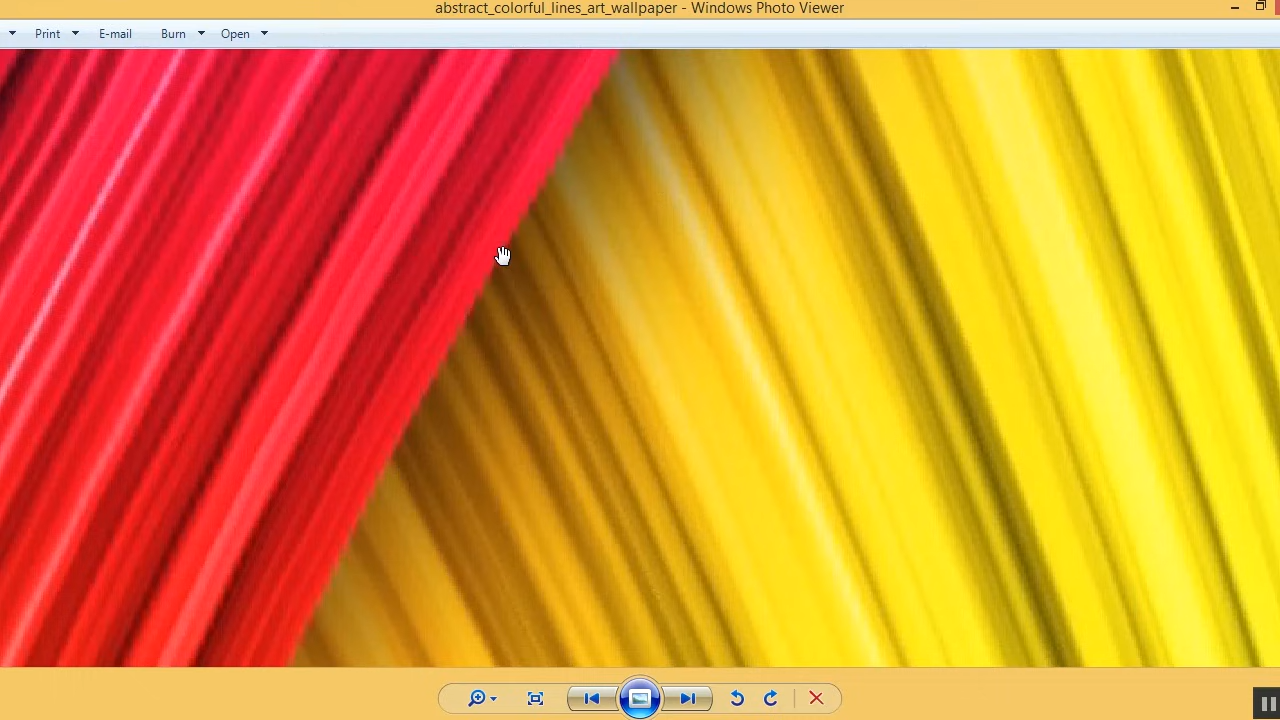 abstract_colorful_lines_art_wallpaper - Windows Photo Viewer
Print E-mail Burn Open